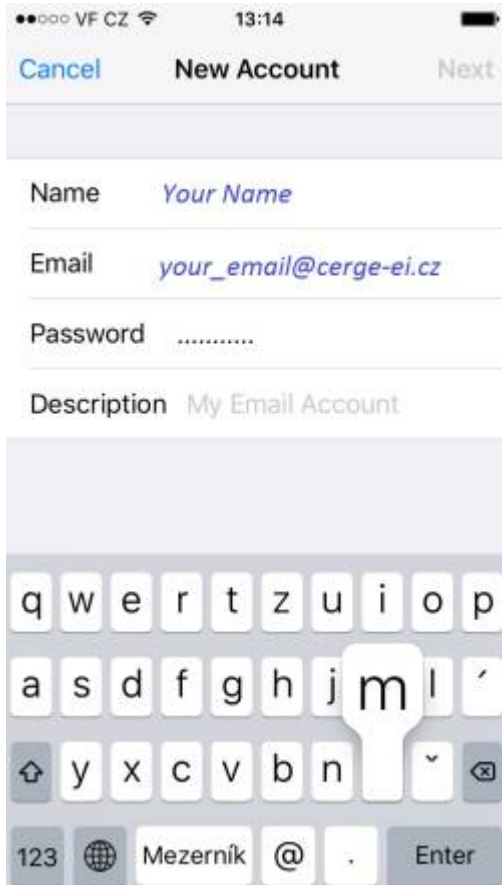 VF CZ 13:14
Cancel New Account Next
Name Your Name
Email your_email@cerge-ei.cz
Password ...........
Description My Email Account
q w e r t z u i o p
a s d f g h j m l ´
y x c v b n ˇ
123 Mezerník @ . Enter